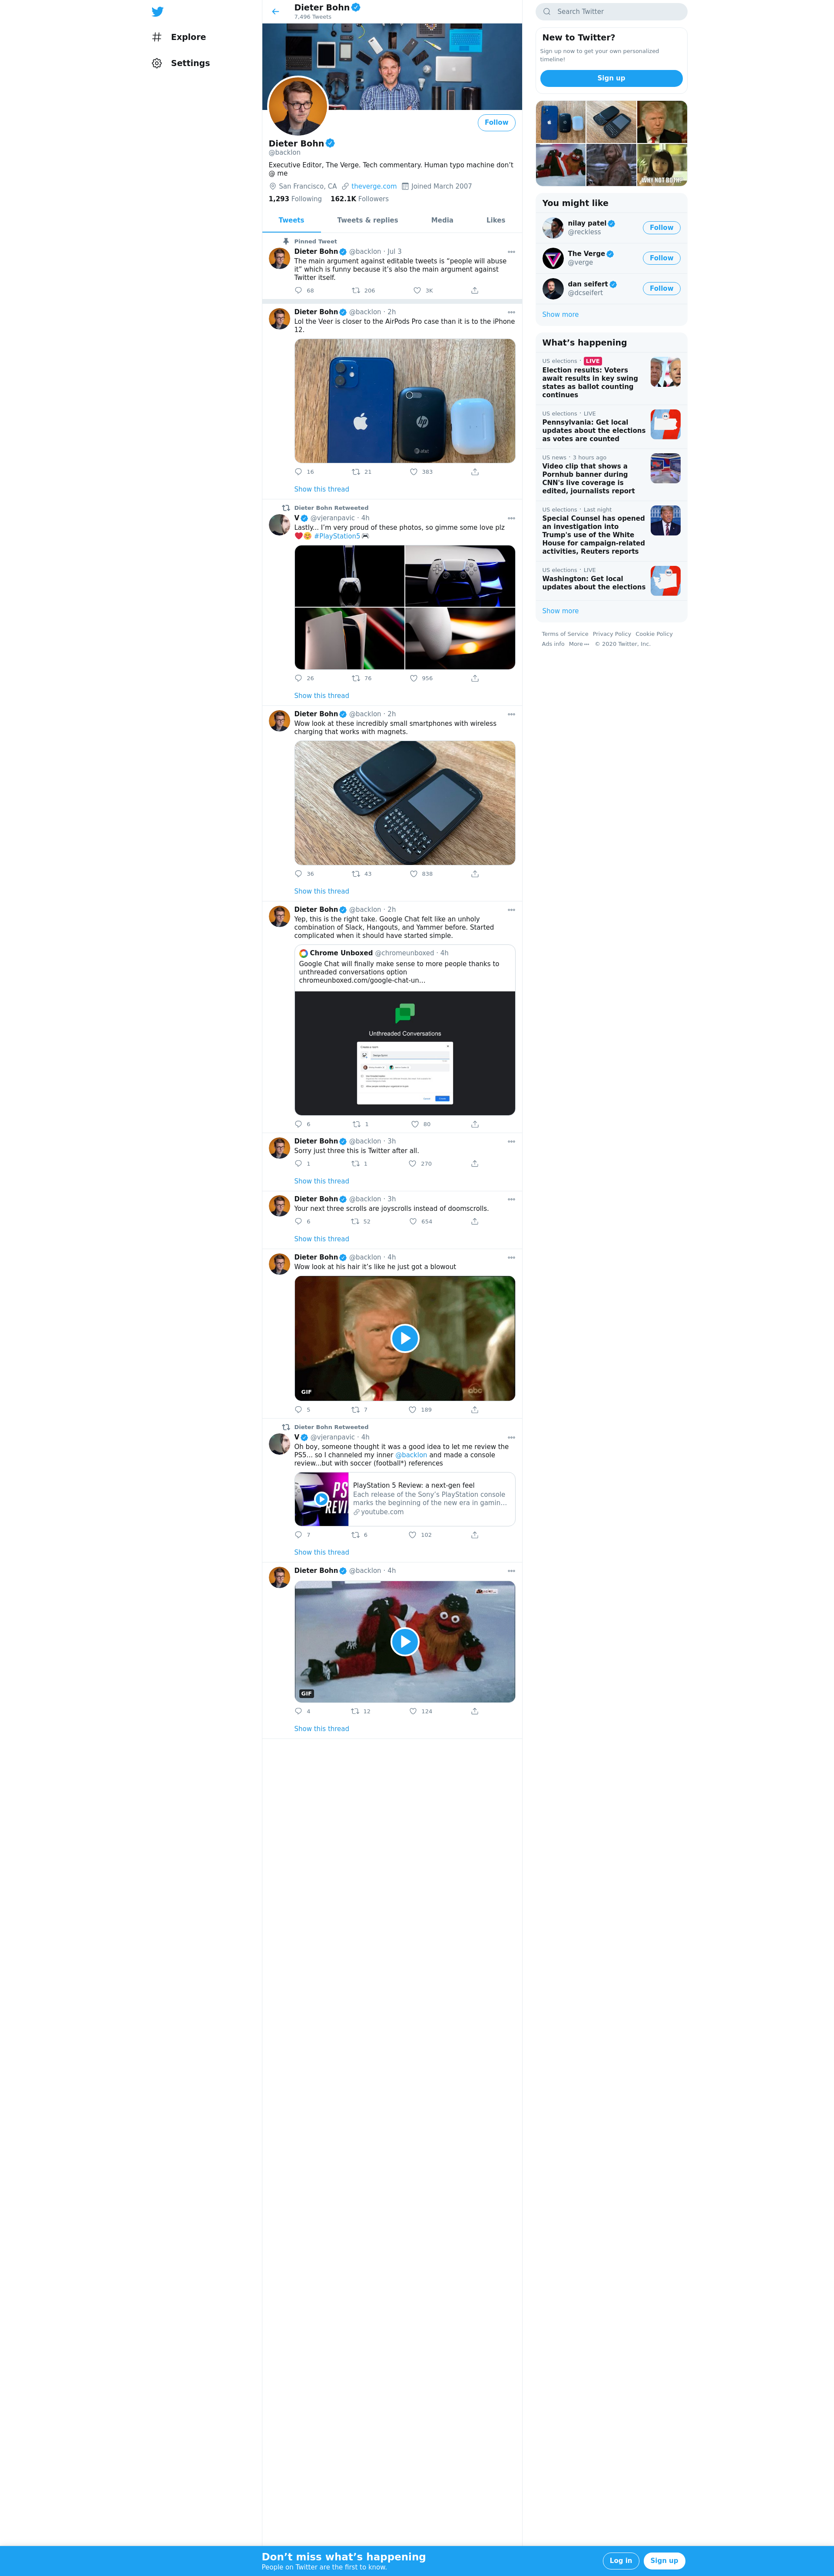 Explore
Settings
Dieter Bohn
7,496 Tweets
Follow
Dieter Bohn
@backlon
Executive Editor, The Verge. Tech commentary. Human typo machine don’t
@ me
San Francisco, CA theverge.com Joined March 2007
1,293 Following 162.1K Followers
Tweets Tweets & replies Media Likes
Pinned Tweet
Dieter Bohn @backlon · Jul 3
The main argument against editable tweets is “people will abuse
it” which is funny because it’s also the main argument against
Twitter itself.
68 206 3K
Dieter Bohn @backlon · 2h
Lol the Veer is closer to the AirPods Pro case than it is to the iPhone
12.
hp
at&t
16 21 383
Show this thread
Dieter Bohn Retweeted
V @vjeranpavic · 4h
Lastly... I’m very proud of these photos, so gimme some love plz
❤️😊 #PlayStation5🎮
26 76 956
Show this thread
Dieter Bohn @backlon · 2h
Wow look at these incredibly small smartphones with wireless
charging that works with magnets.
36 43 838
Show this thread
Dieter Bohn @backlon · 2h
Yep, this is the right take. Google Chat felt like an unholy
combination of Slack, Hangouts, and Yammer before. Started
complicated when it should have started simple.
Chrome Unboxed @chromeunboxed · 4h
Google Chat will finally make sense to more people thanks to
unthreaded conversations option
chromeunboxed.com/google-chat-un…
Unthreaded Conversations
6 1 80
Dieter Bohn @backlon · 3h
Sorry just three this is Twitter after all.
1 1 270
Show this thread
Dieter Bohn @backlon · 3h
Your next three scrolls are joyscrolls instead of doomscrolls.
6 52 654
Show this thread
Dieter Bohn @backlon · 4h
Wow look at his hair it’s like he just got a blowout
GIF
abc
5 7 189
Dieter Bohn Retweeted
V @vjeranpavic · 4h
Oh boy, someone thought it was a good idea to let me review the
PS5... so I channeled my inner @backlon and made a console
review...but with soccer (football*) references
PlayStation 5 Review: a next-gen feel
Each release of the Sony’s PlayStation console
marks the beginning of the new era in gamin…
youtube.com
7 6 102
Show this thread
Dieter Bohn @backlon · 4h
GIF
4 12 124
Show this thread
Search Twitter
New to Twitter?
Sign up now to get your own personalized
timeline!
Sign up
WHY NOT BOTH?
You might like
nilay patel
@reckless
Follow
The Verge
@verge
Follow
dan seifert
@dcseifert
Follow
Show more
What’s happening
US elections · LIVE
Election results: Voters
await results in key swing
states as ballot counting
continues
US elections · LIVE
Pennsylvania: Get local
updates about the elections
as votes are counted
US news · 3 hours ago
Video clip that shows a
Pornhub banner during
CNN's live coverage is
edited, journalists report
US elections · Last night
Special Counsel has opened
an investigation into
Trump's use of the White
House for campaign-related
activities, Reuters reports
US elections · LIVE
Washington: Get local
updates about the elections
Show more
Terms of Service Privacy Policy Cookie Policy
Ads info More ••• © 2020 Twitter, Inc.
Don’t miss what’s happening
People on Twitter are the first to know.
Log in Sign up